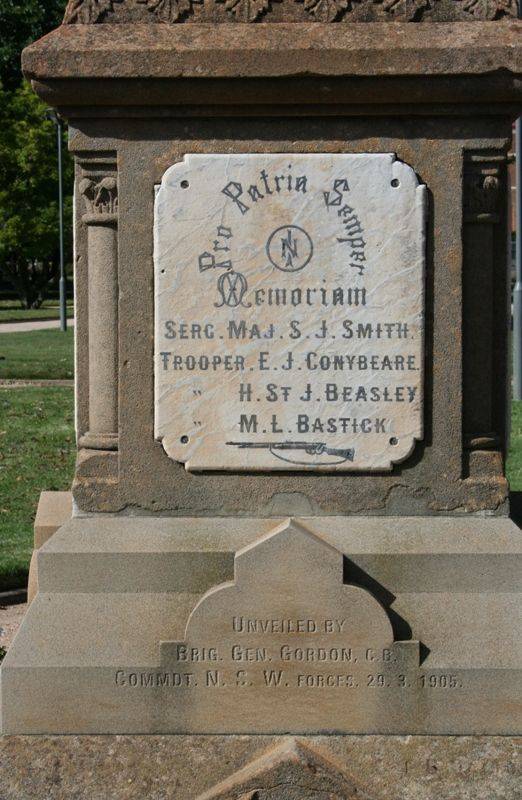 Pro Patria Semper
IN
Memoriam
SERG. MAJ. S. J. SMITH.
TROOPER. E. J. CONYBEARE.
" H. ST J. BEASLEY
" M. L. BASTICK
UNVEILED BY
BRIG. GEN. GORDON, C.B.
COMMDT. N. S. W. FORCES. 29. 3. 1905.